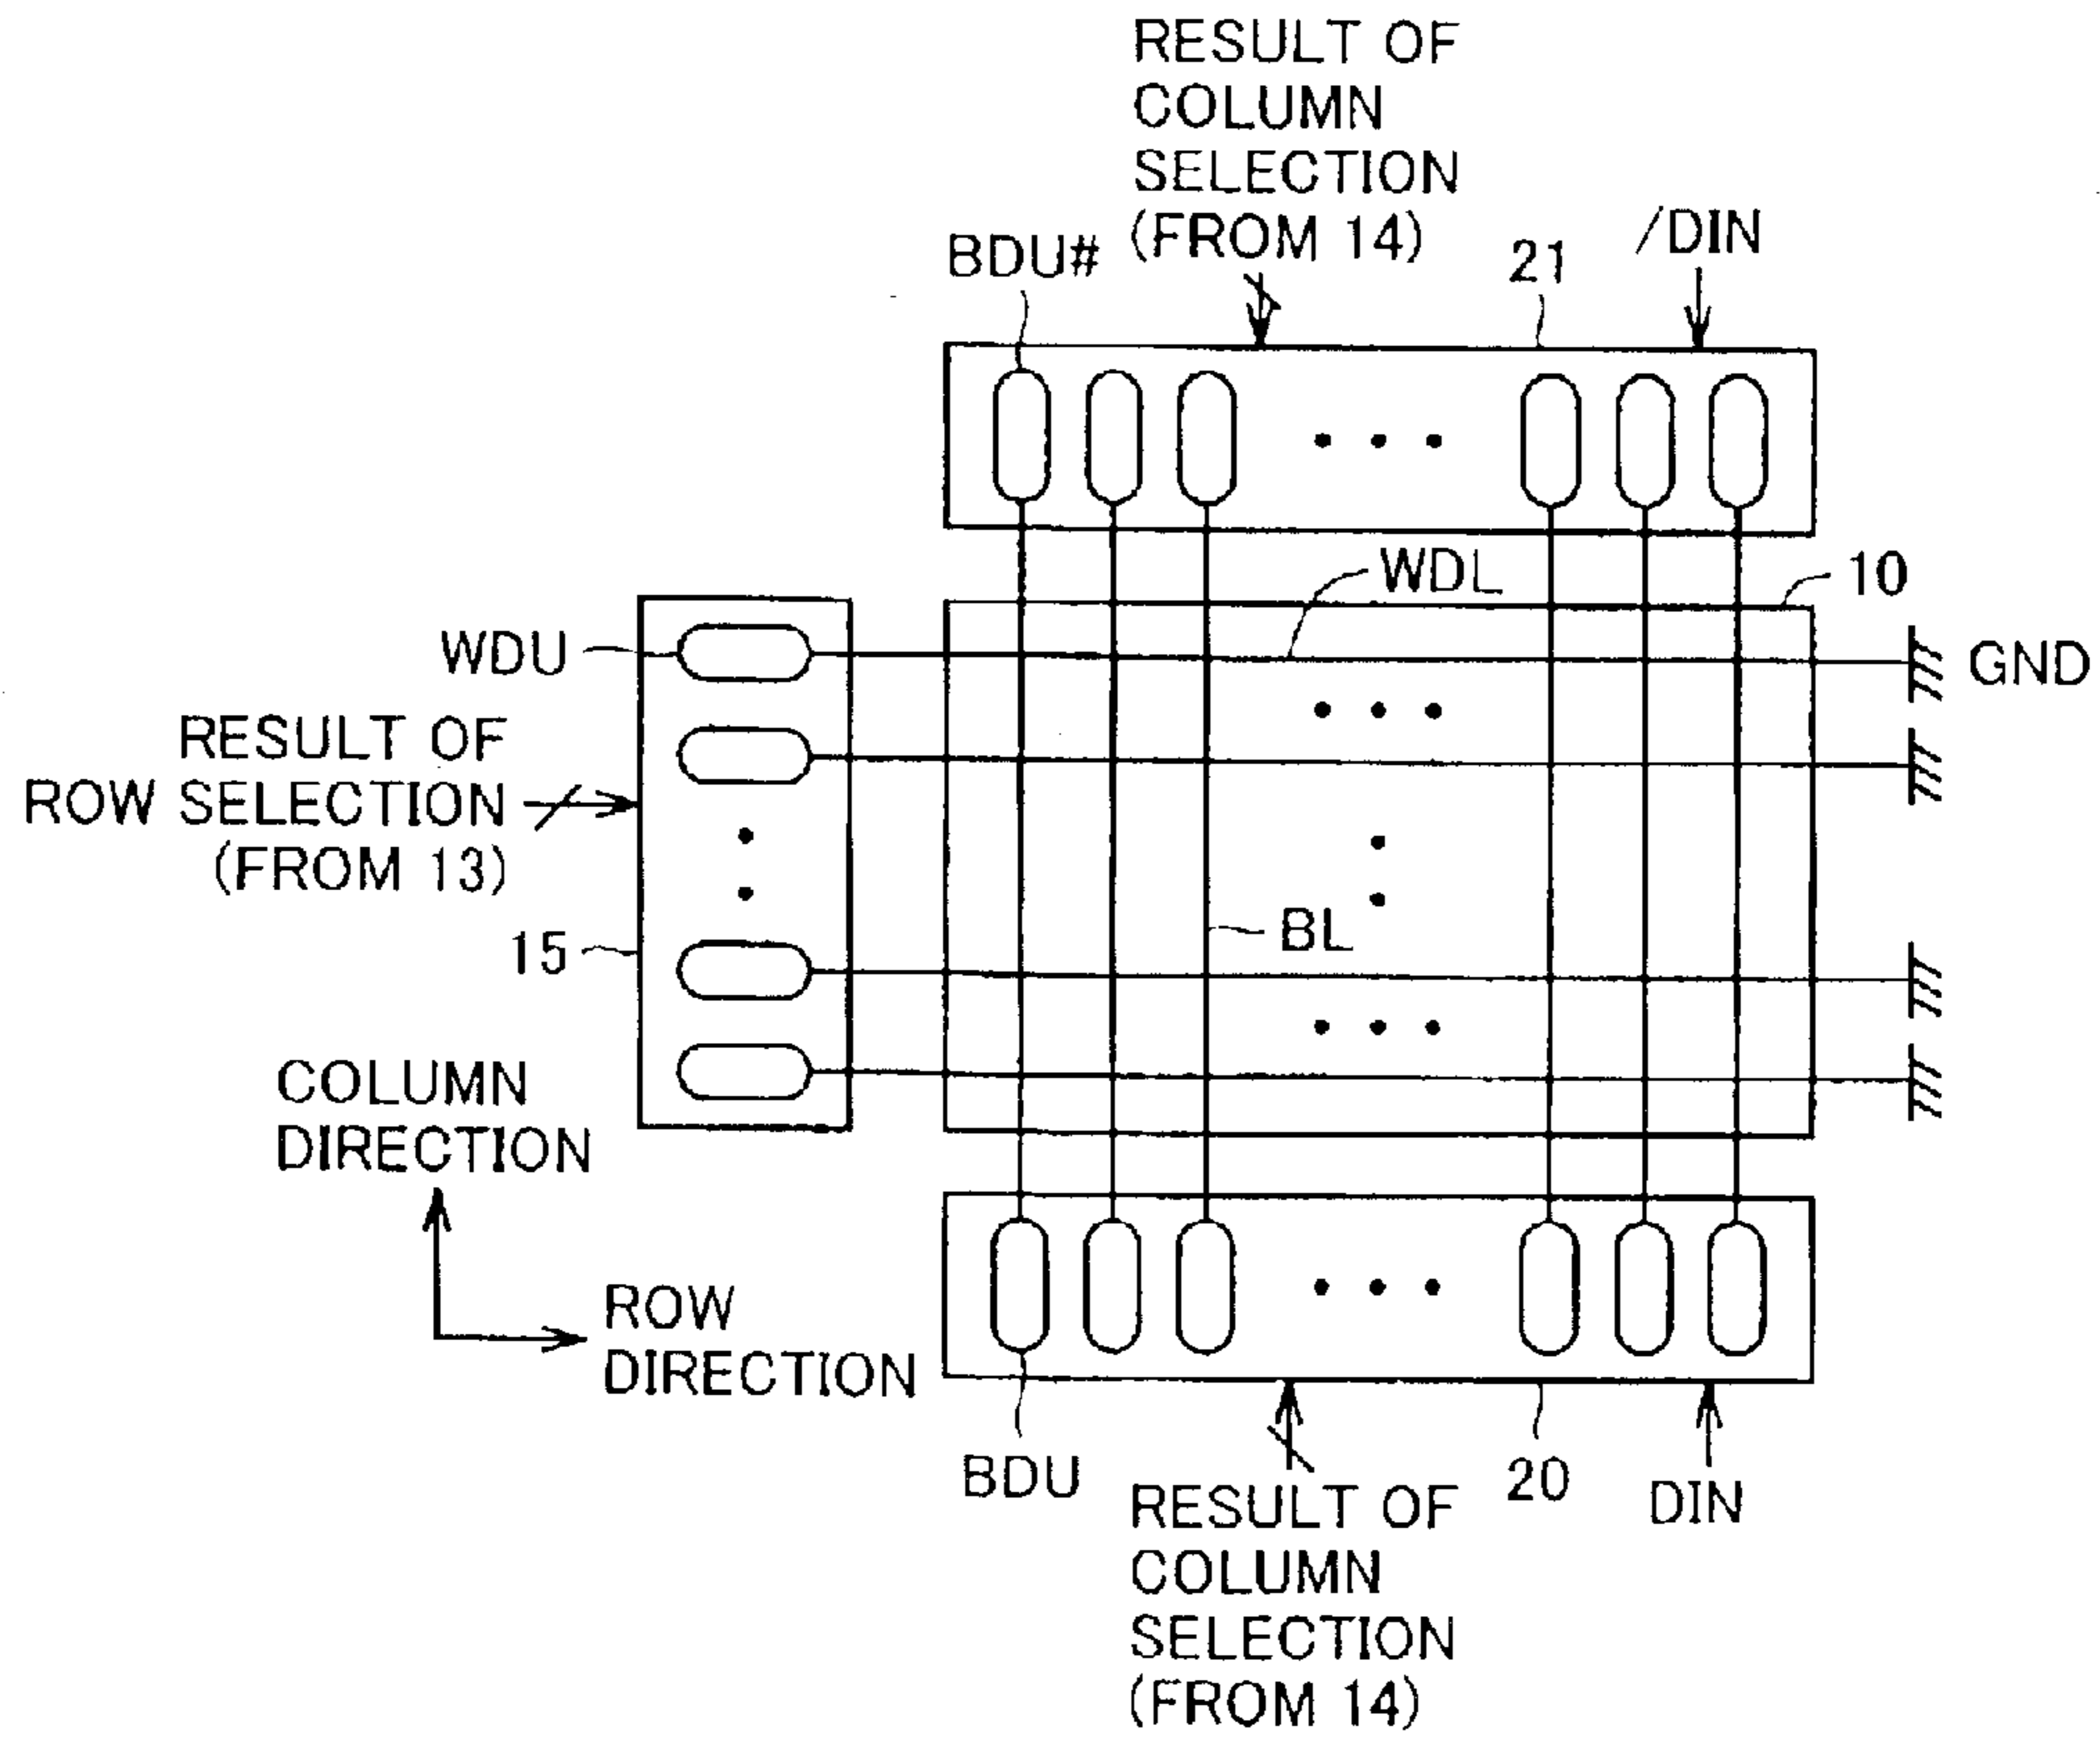 RESULT OF
COLUMN
SELECTION
(FROM 14)
BDU#
21
/DIN
WDL
10
WDU
GND
RESULT OF
ROW SELECTION
(FROM 13)
BL
15
COLUMN
DIRECTION
ROW
DIRECTION
BDU
20
DIN
RESULT OF
COLUMN
SELECTION
(FROM 14)